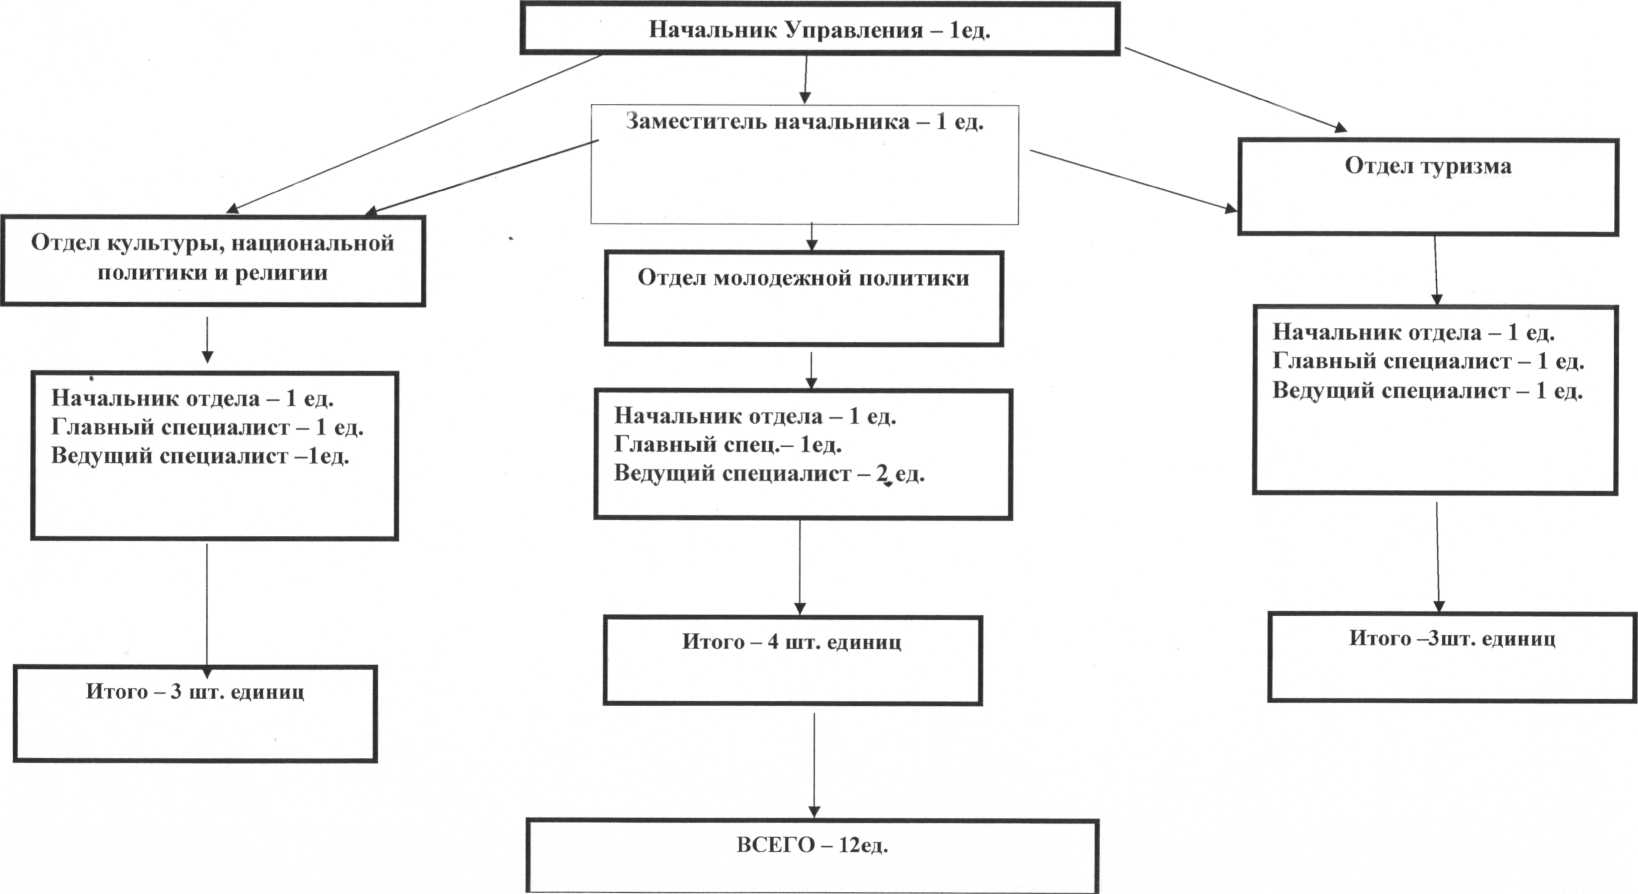 Начальник Управления – 1ед.
Заместитель начальника – 1 ед.
Отдел туризма
Отдел культуры, национальной
политики и религии
Отдел молодежной политики
Начальник отдела – 1 ед.
Главный специалист – 1 ед.
Ведущий специалист –1ед.
Начальник отдела – 1 ед.
Главный спец.– 1ед.
Ведущий специалист – 2 ед.
Начальник отдела – 1 ед.
Главный специалист – 1 ед.
Ведущий специалист – 1 ед.
Итого – 3 шт. единиц
Итого – 4 шт. единиц
Итого –3шт. единиц
ВСЕГО – 12ед.